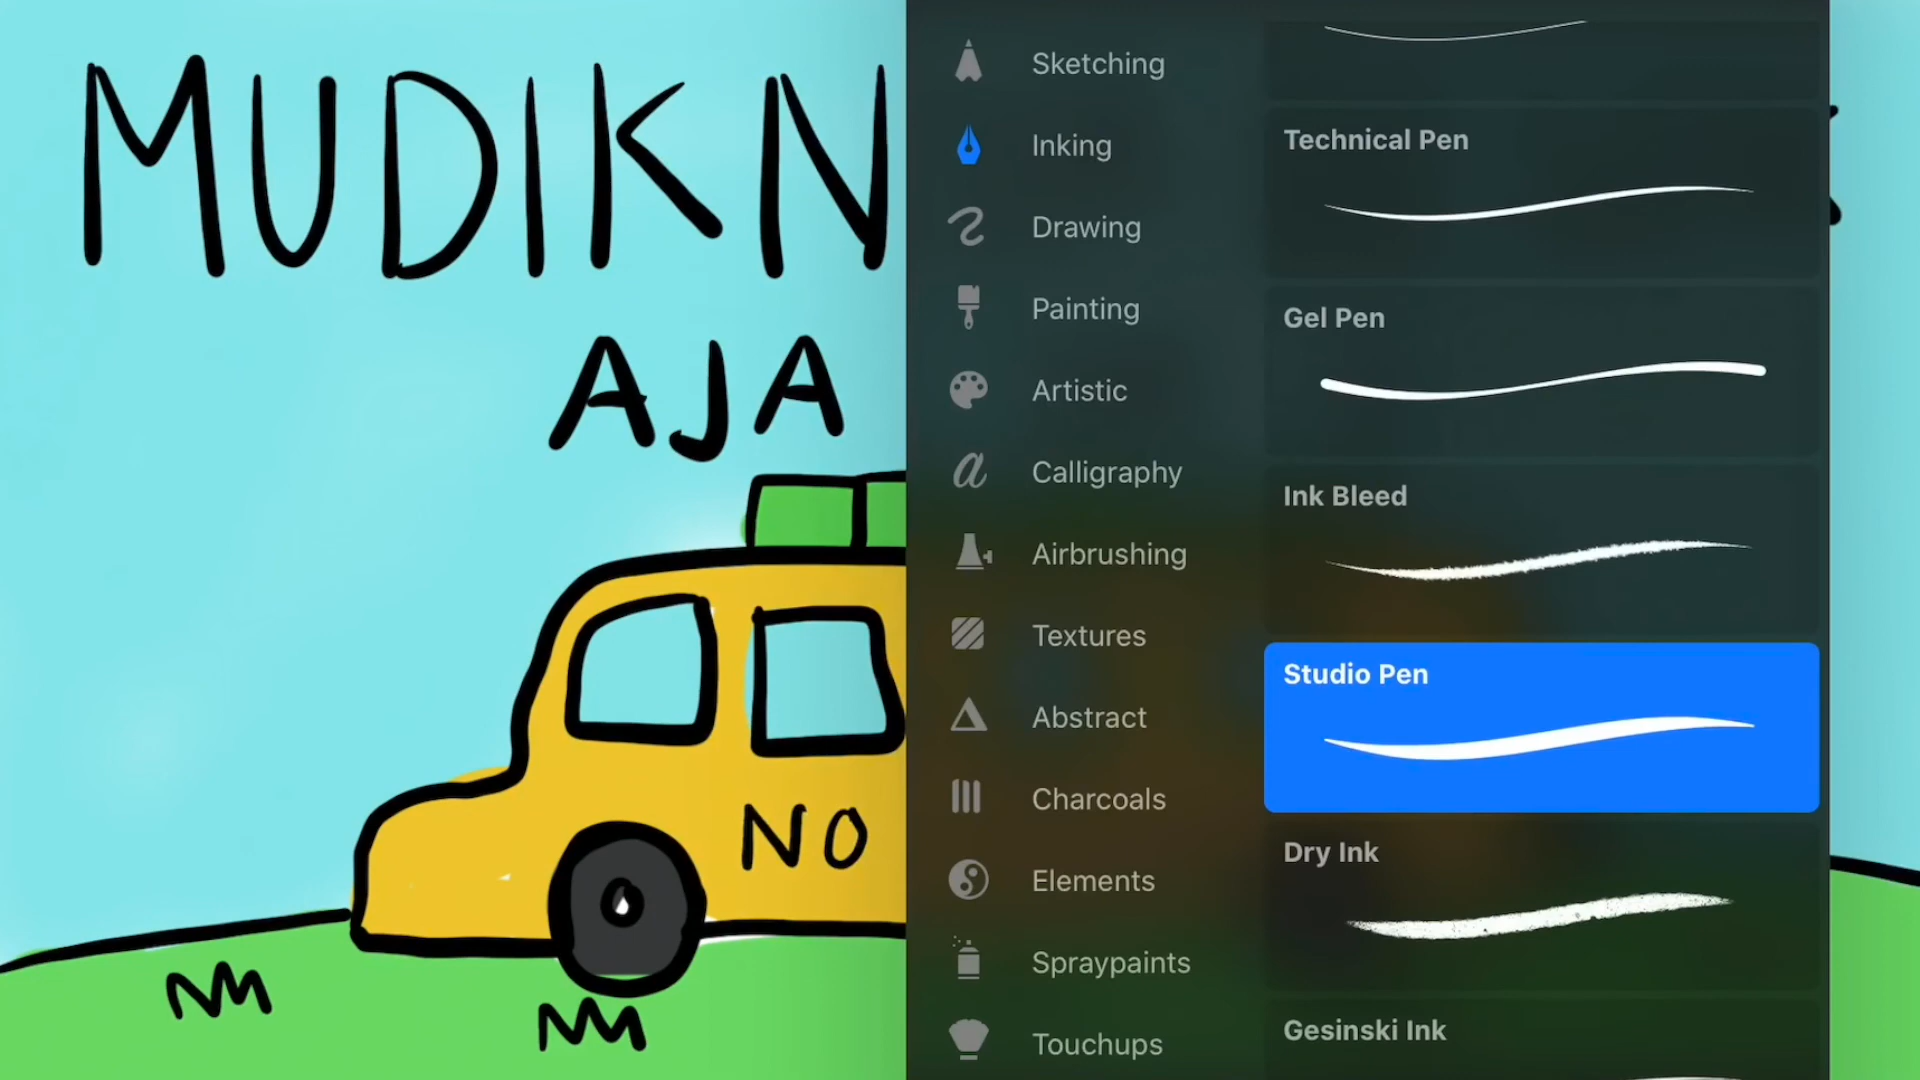 MUDIKN
AJA
NO
Sketching
Inking
Drawing
Painting
Artistic
Calligraphy
Airbrushing
Textures
Abstract
Charcoals
Elements
Spraypaints
Touchups
Technical Pen
Gel Pen
Ink Bleed
Studio Pen
Dry Ink
Gesinski Ink